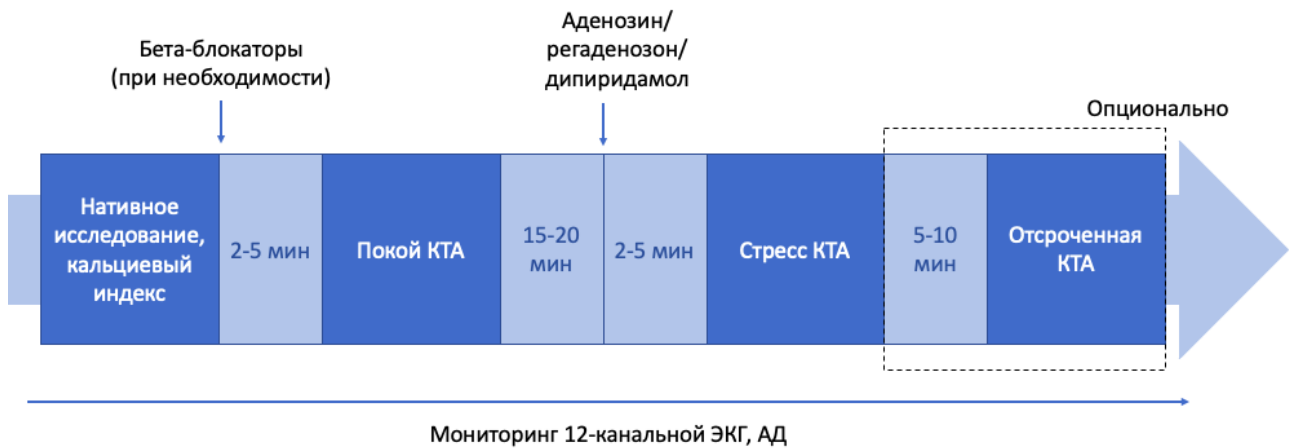 Бета-блокаторы
(при необходимости)
Аденозин/
регаденозон/
дипиридамол
Опционально
Нативное
исследование,
кальциевый
индекс
2-5 мин
Покой КТА
15-20
мин
2-5 мин
Стресс КТА
5-10
мин
Отсроченная
КТА
Мониторинг 12-канальной ЭКГ, АД